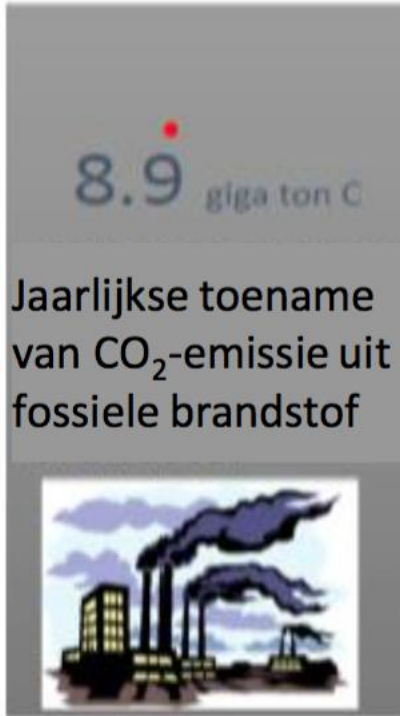 8.9 giga ton C
Jaarlijkse toename
van CO₂-emissie uit
fossiele brandstof